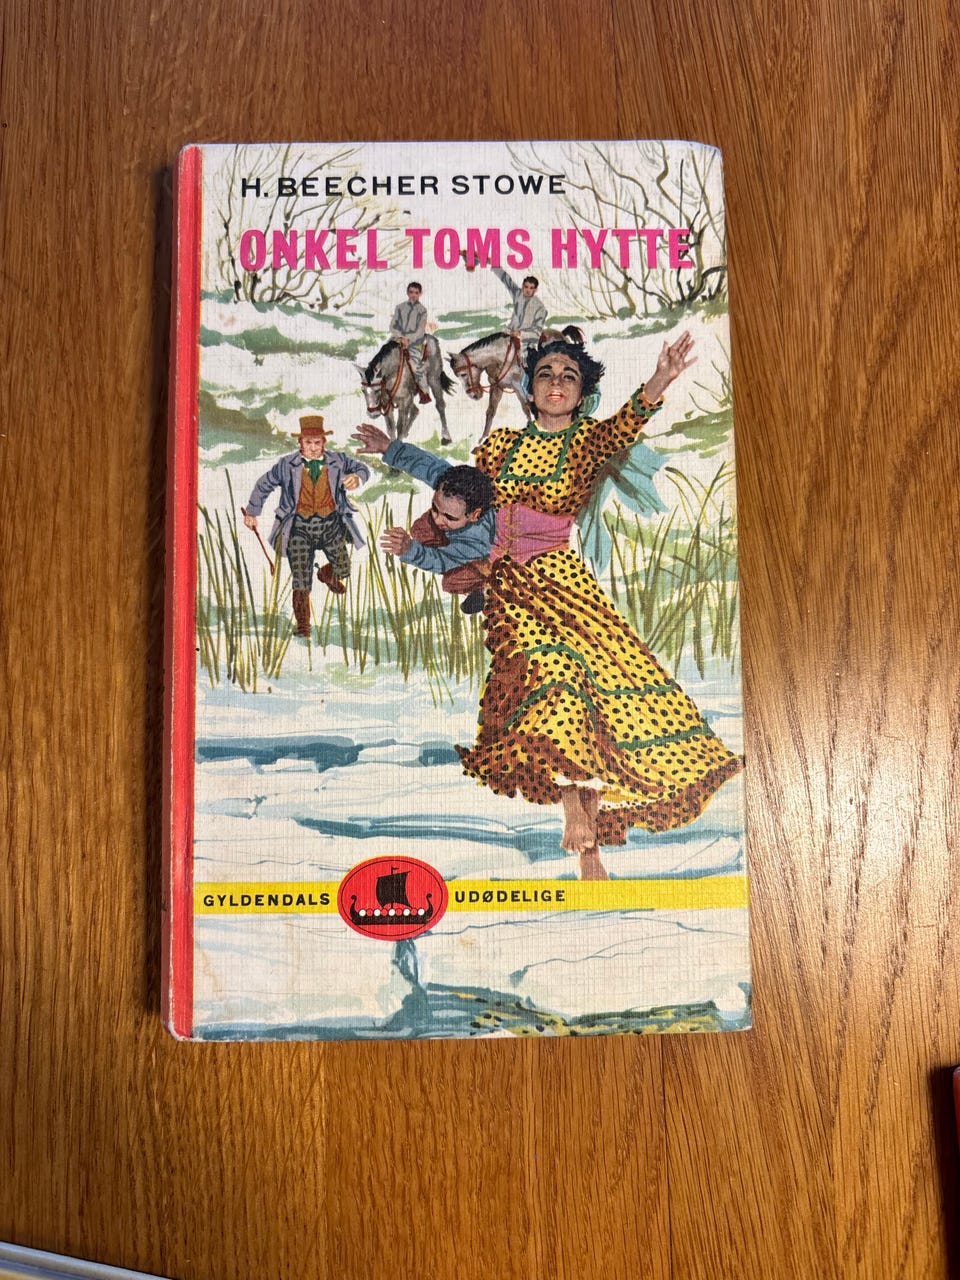 H. BEECHER STOWE
ONKEL TOMS HYTTE
GYLDENDALS UDØDELIGE